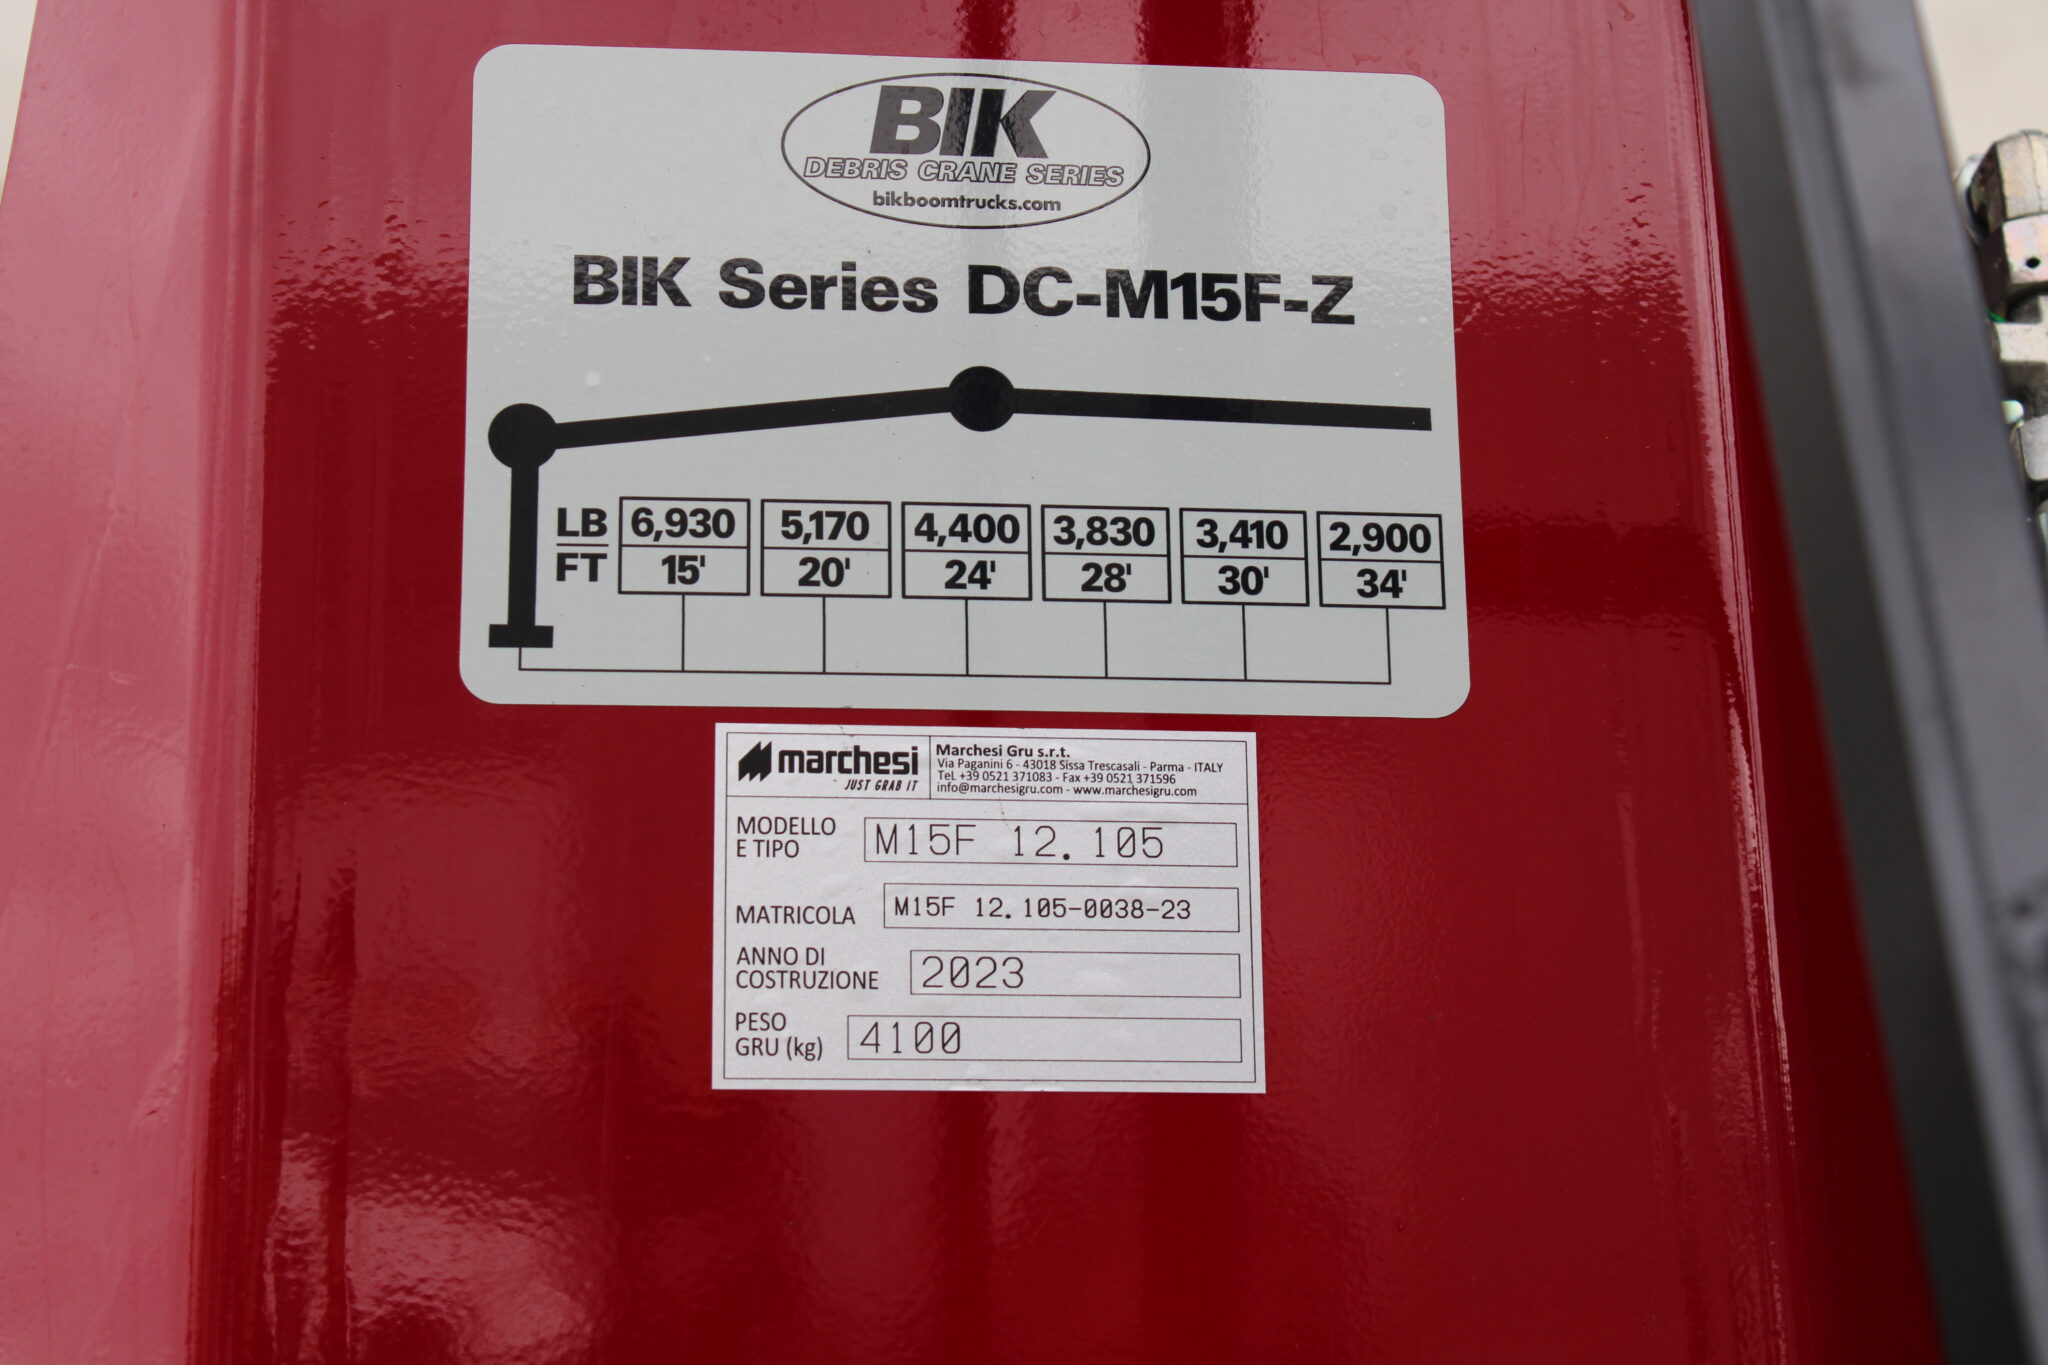 BIK
DEBRIS CRANE SERIES
bikboomtrucks.com
BIK Series DC-M15F-Z
LB 6,930 5,170 4,400 3,830 3,410 2,900
FT 15' 20' 24' 28' 30' 34'
marchesi
JUST GRAB IT
Marchesi Gru s.r.t.
Via Paganini 6 - 43018 Sissa Trescasali - Parma - ITALY
Tel +39 0521 371083 - Fax +39 0521 371596
info@marchesigru.com - www.marchesigru.com
MODELLO
E TIPO
M15F 12.105
MATRICOLA M15F 12.105-0038-23
ANNO DI
COSTRUZIONE
2023
PESO
GRU (kg)
4100